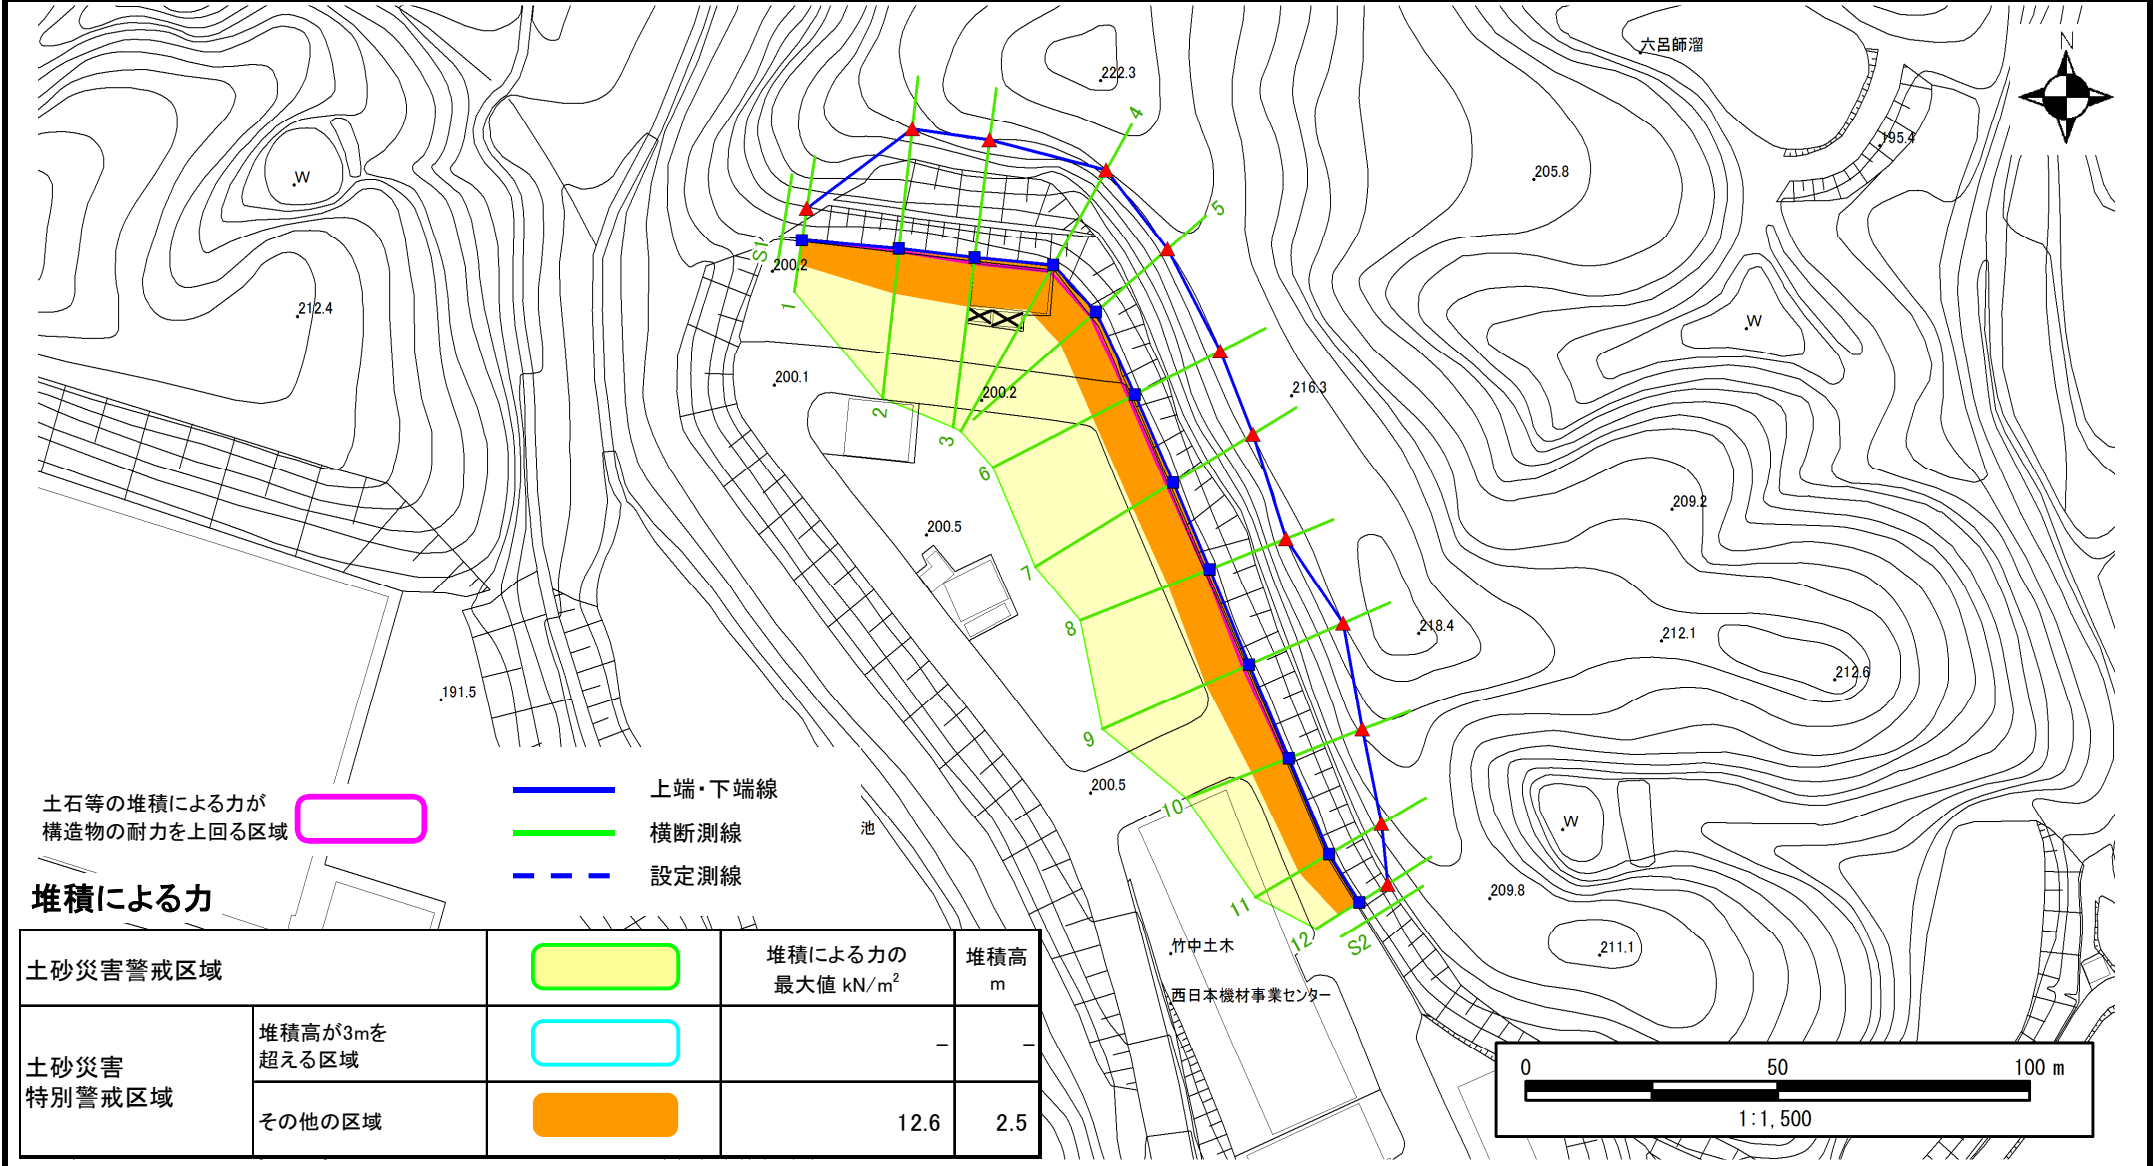 六呂師溜
N
222.3
4
195.4
205.8
W
5
S1
200.2
1
212.4
W
200.1
2
200.2
216.3
3
6
209.2
200.5
7
8
218.4
212.1
212.6
191.5
9
200.5
10
W
土石等の堆積による力が
構造物の耐力を上回る区域
上端・下端線
横断測線
設定測線
池
209.8
11
12
S2
211.1
竹中土木
西日本機材事業センター
堆積による力
土砂災害警戒区域
堆積による力の
最大値 kN/m²
堆積高
m
土砂災害
特別警戒区域
堆積高が3mを
超える区域
－
－
その他の区域
12.6
2.5
0 50 100 m
1:1,500